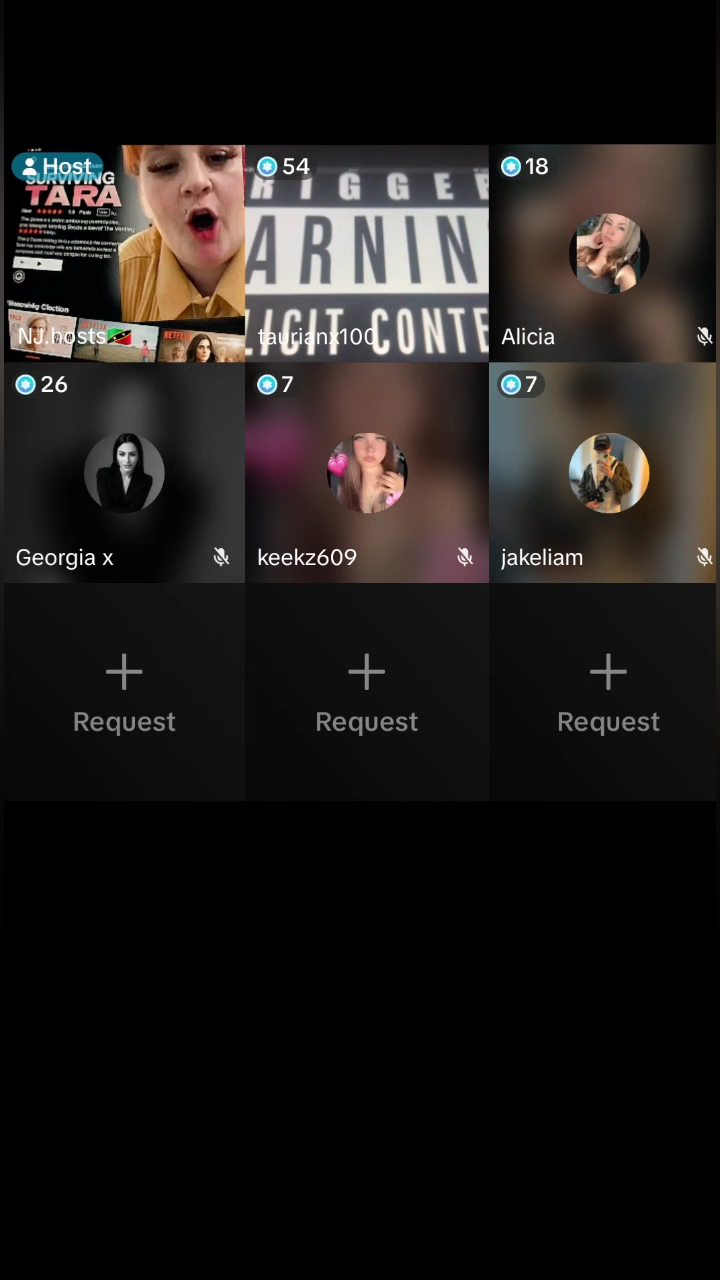 Host
SURVIVING
TARA
NETFLIX
NJ.hosts🇰🇳
54
RIGGER
ARNIN
LICIT CONTE
taurianx100
18
Alicia
26
Georgia x
7
keekz609
7
jakeliam
Request
Request
Request